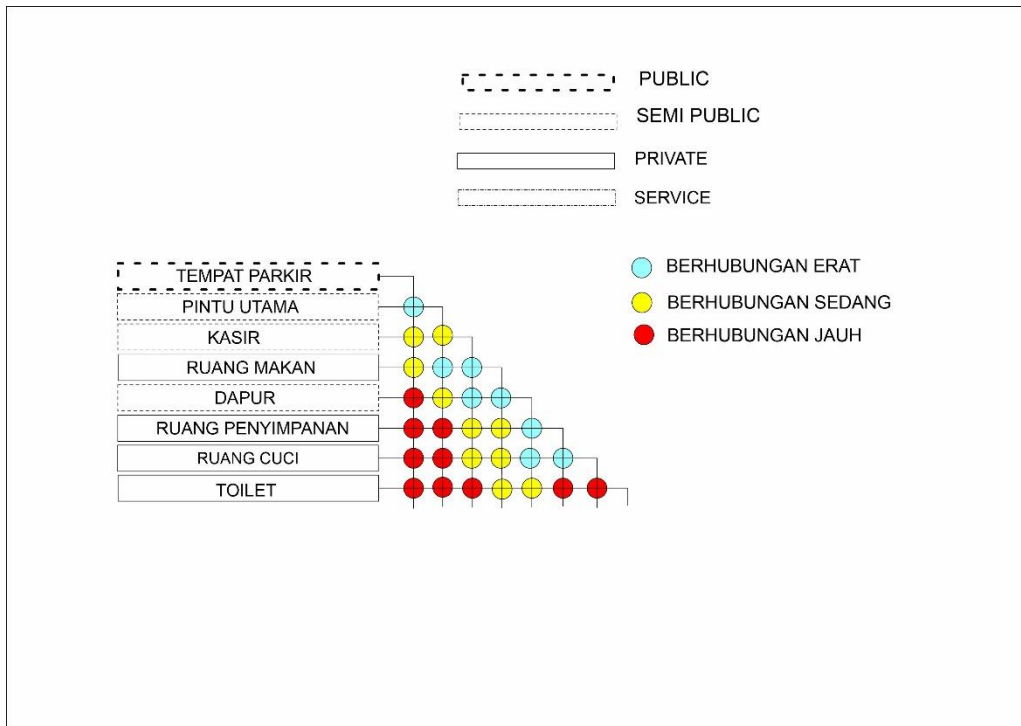 PUBLIC
SEMI PUBLIC
PRIVATE
SERVICE
TEMPAT PARKIR
PINTU UTAMA
KASIR
RUANG MAKAN
DAPUR
RUANG PENYIMPANAN
RUANG CUCI
TOILET
BERHUBUNGAN ERAT
BERHUBUNGAN SEDANG
BERHUBUNGAN JAUH